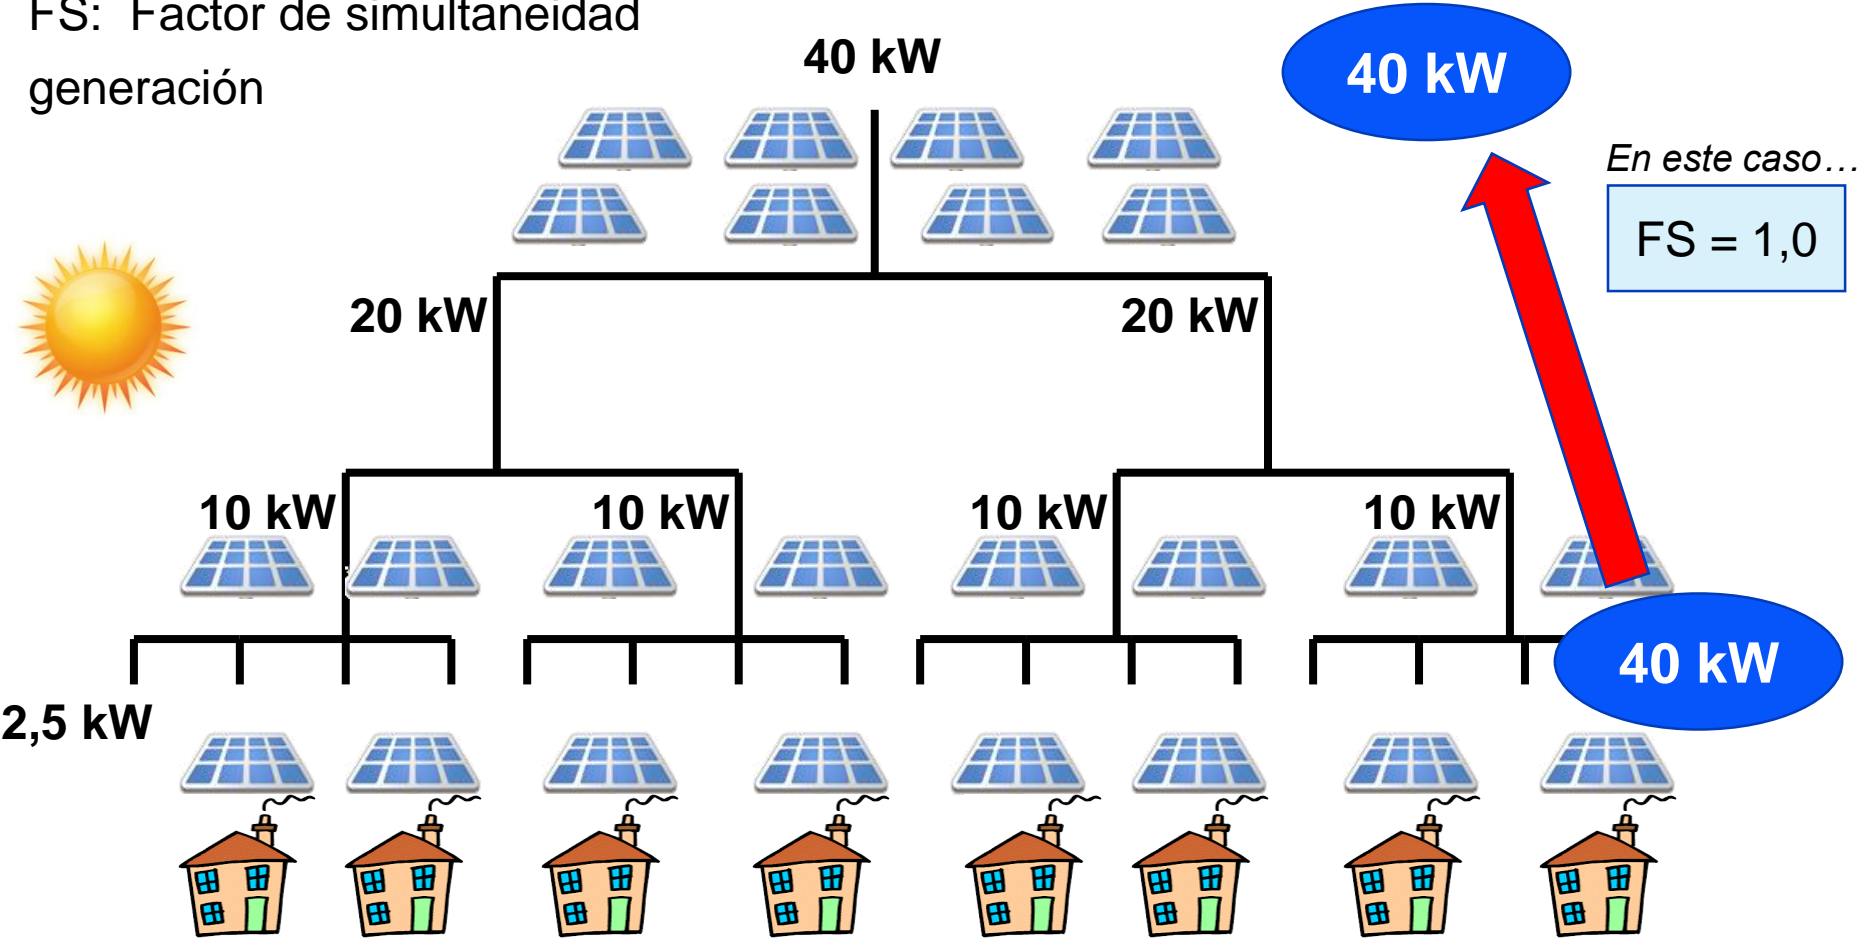 FS: Factor de simultaneidad
generación
40 kW
40 kW
En este caso…
FS = 1,0
20 kW
20 kW
10 kW
10 kW
10 kW
10 kW
40 kW
2,5 kW